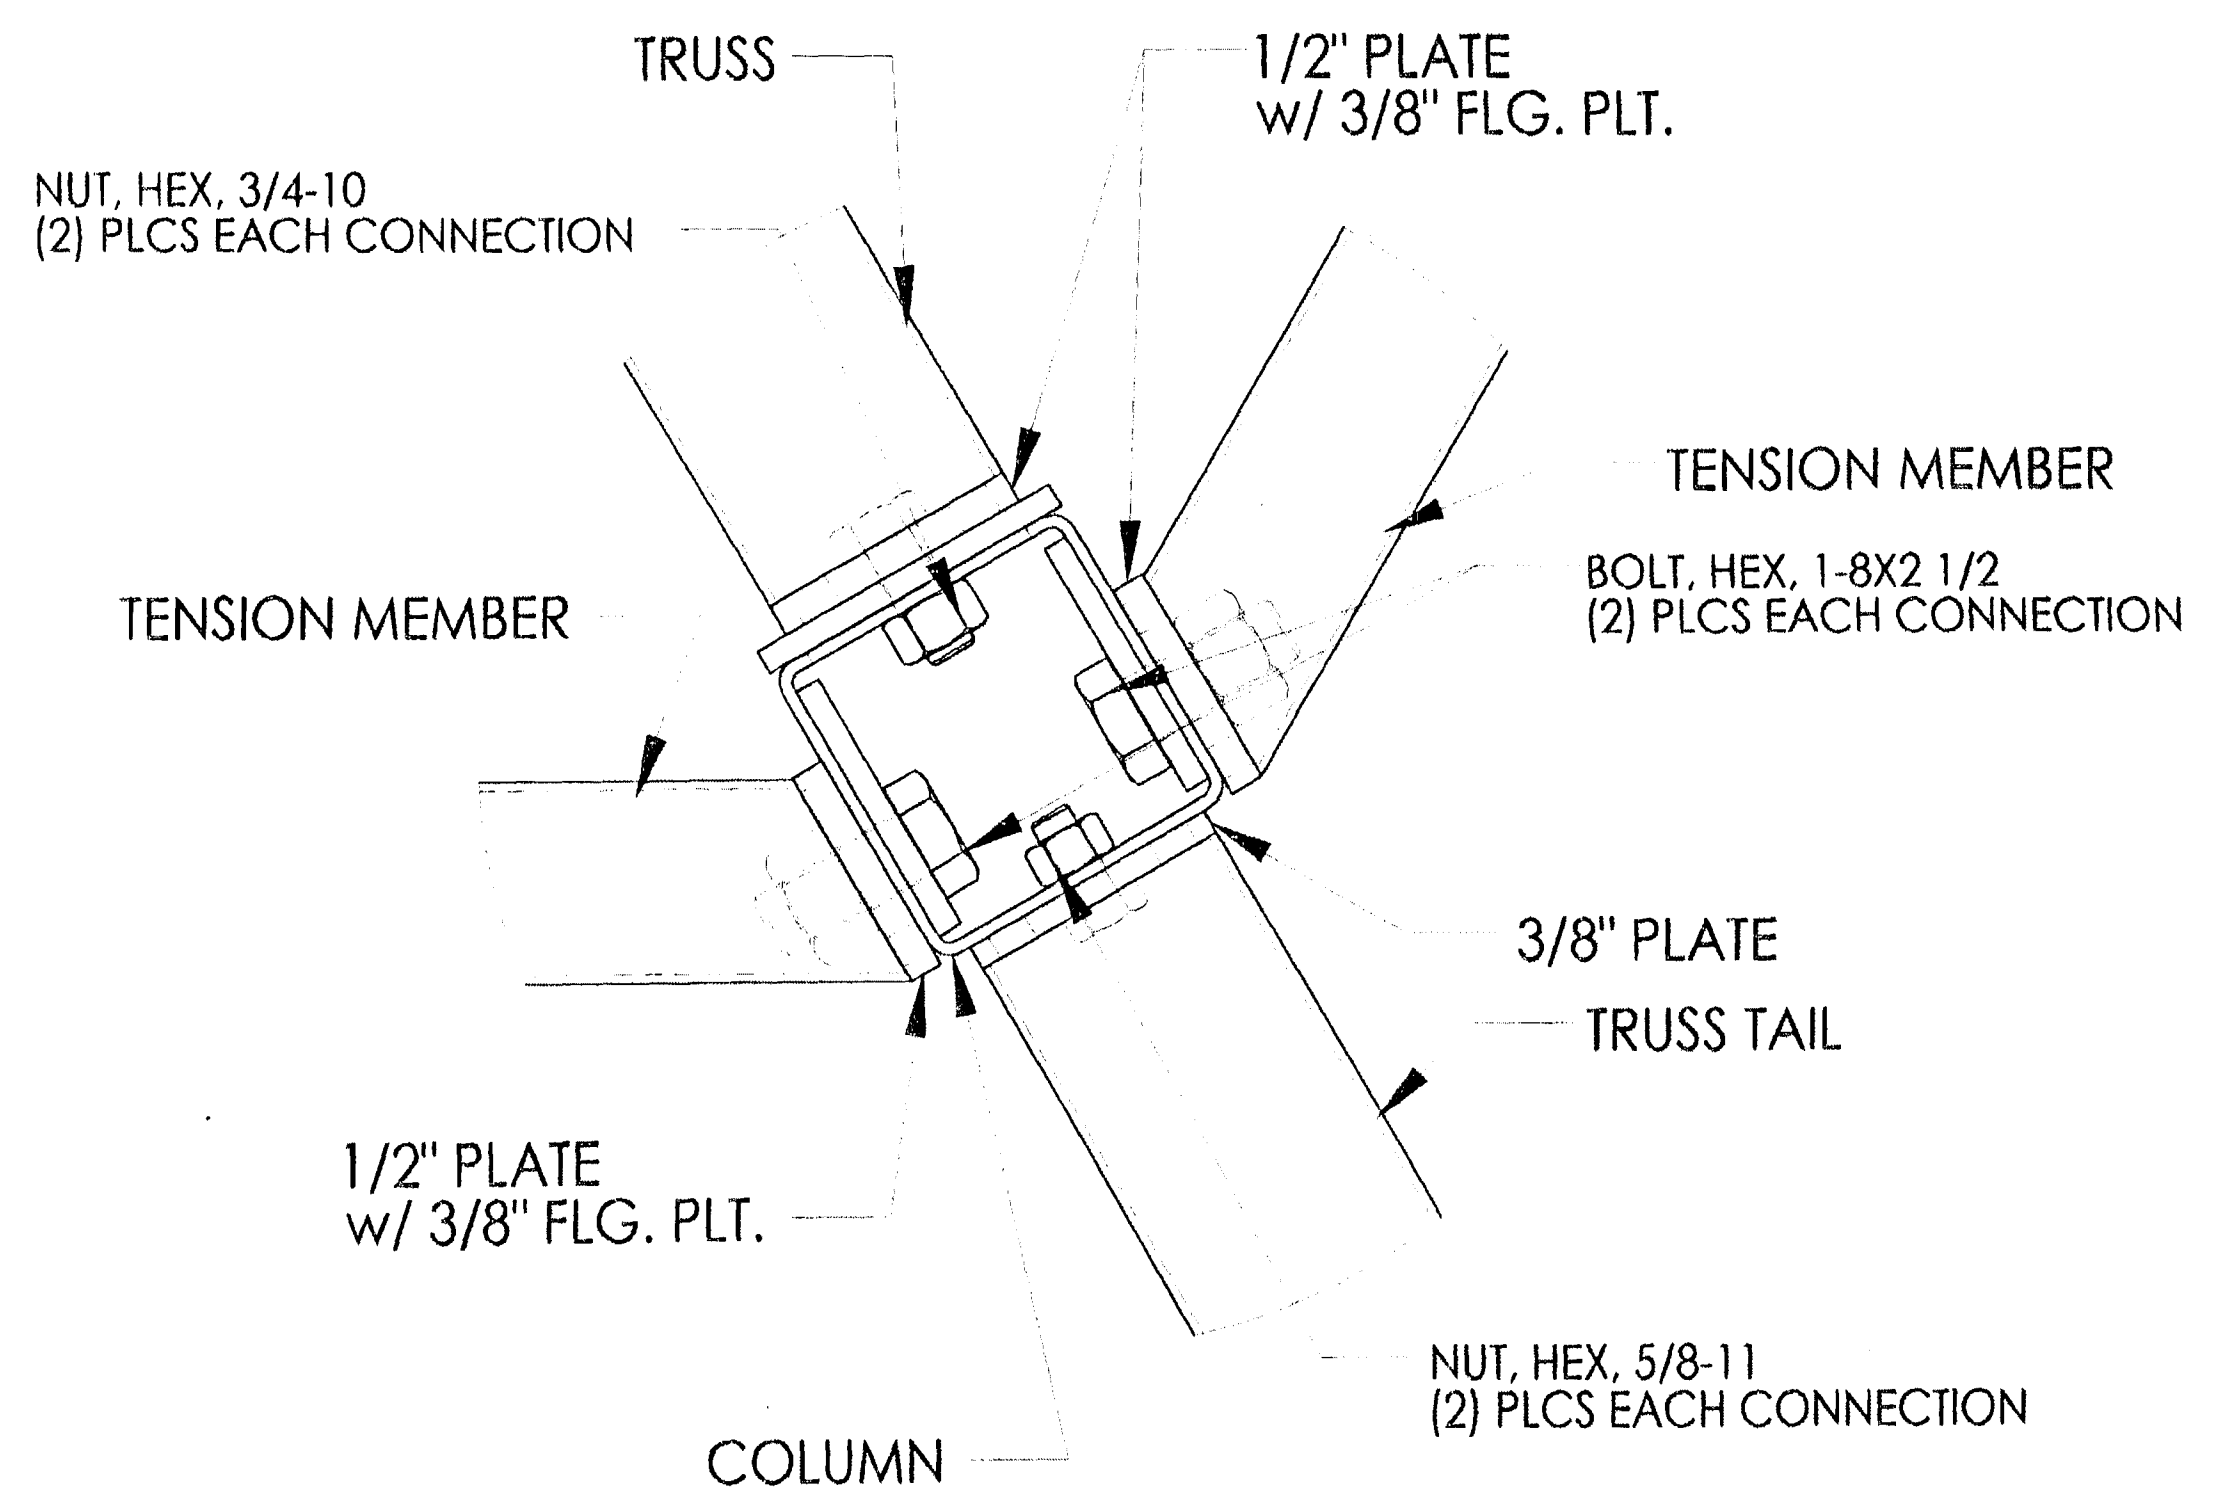 TRUSS
1/2" PLATE
w/ 3/8" FLG. PLT.
NUT, HEX, 3/4-10
(2) PLCS EACH CONNECTION
TENSION MEMBER
BOLT, HEX, 1-8X2 1/2
(2) PLCS EACH CONNECTION
TENSION MEMBER
3/8" PLATE
TRUSS TAIL
1/2" PLATE
w/ 3/8" FLG. PLT.
NUT, HEX, 5/8-11
(2) PLCS EACH CONNECTION
COLUMN